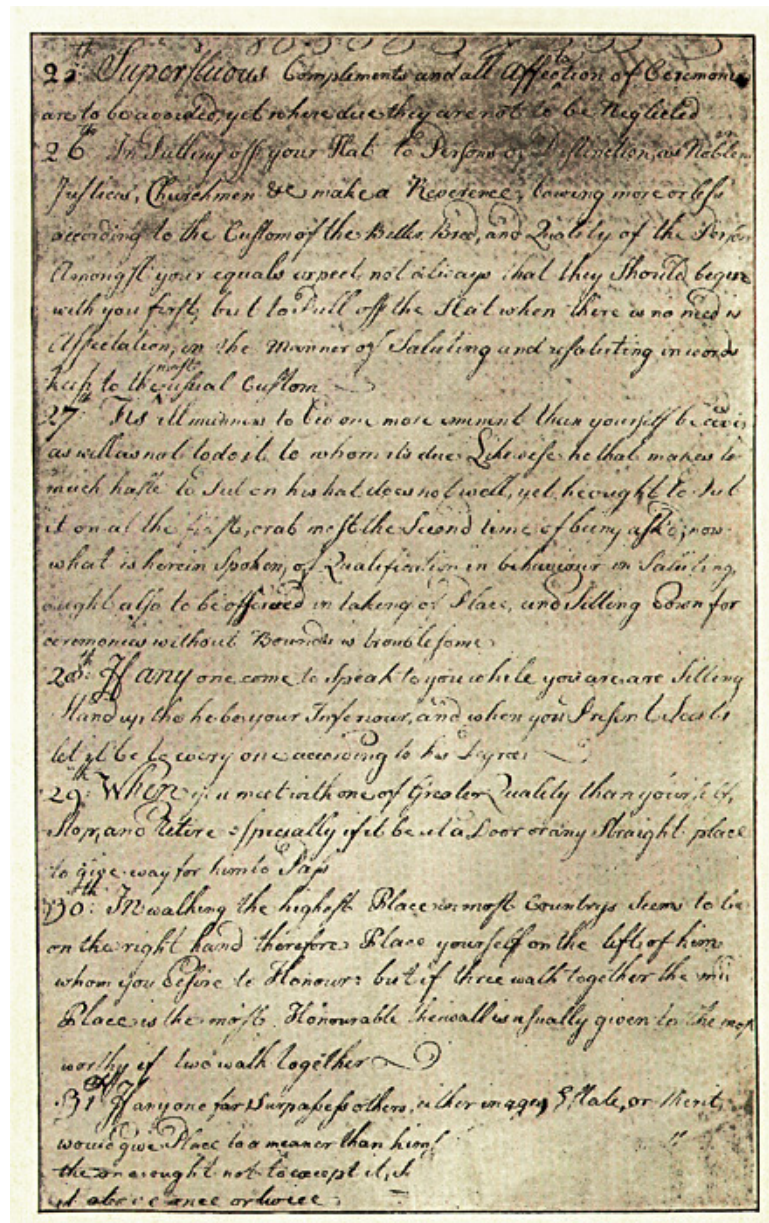 25th Superfluous Complements and all Affectation of Ceremonie
are to be avoided, yet where due they are not to be Neglected
26th In Pulling off your Hat to Persons of Distinction, as Noblemen
Justices, Churchmen &c make a Reverence, bowing more or less
according to the Custom of the Better Bred, and Quality of the Person
Amongst your equals expect not always that they Should begin
with you first, but to Pull off the Hat when there is no need is
Affectation, in the Manner of Saluting and resaluting in words
keep to the most usual Custom
27th Tis ill manners to bid one more eminent than yourself be
as well as not to do it to whom it's due Likewise he that makes to
much haste to Put on his hat does not well, yet he ought to Put
it on at the first, or at most the Second time of being ask'd; now
what is herein Spoken, of Qualification in behaviour in Saluting,
ought also to be observed in taking of Place, and Sitting down for
ceremonies without Bounds is troublesome
28th If any one come to Speak to you while you are are Sitting
Stand up tho he be your Inferiour, and when you Present Seats
let it be to every one according to his Degree
29th When you meet with one of Greater Quality than yourself,
Stop, and retire especially if it be at a Door or any Straight place
to give way for him to Pass
30th In walking the highest Place in most Countrys Seems to be
on the right hand therefore Place yourself on the left of him
whom you desire to Honour: but if three walk together the mid
Place is the most Honourable the wall is usually given to the most
worthy if two walk together
31st If any one far Surpasses others, either in age, Estate, or Merit
would give Place to a meaner than hims
the one ought not to except it,
it above once or twice